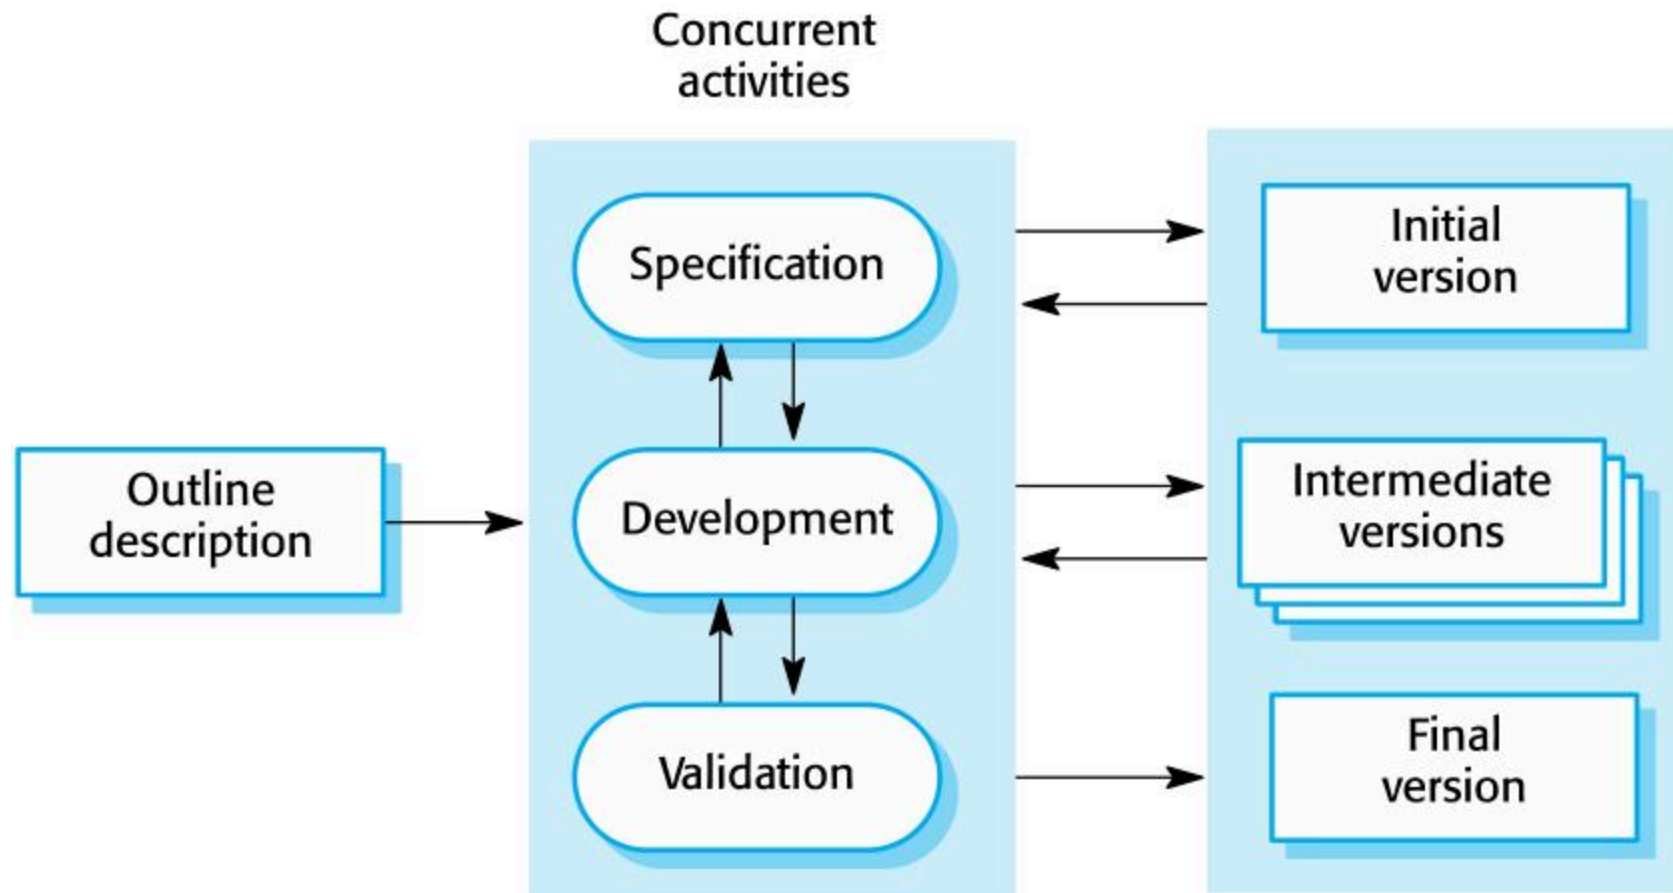 Concurrent
activities
Specification
Initial
version
Outline
description
Development
Intermediate
versions
Validation
Final
version